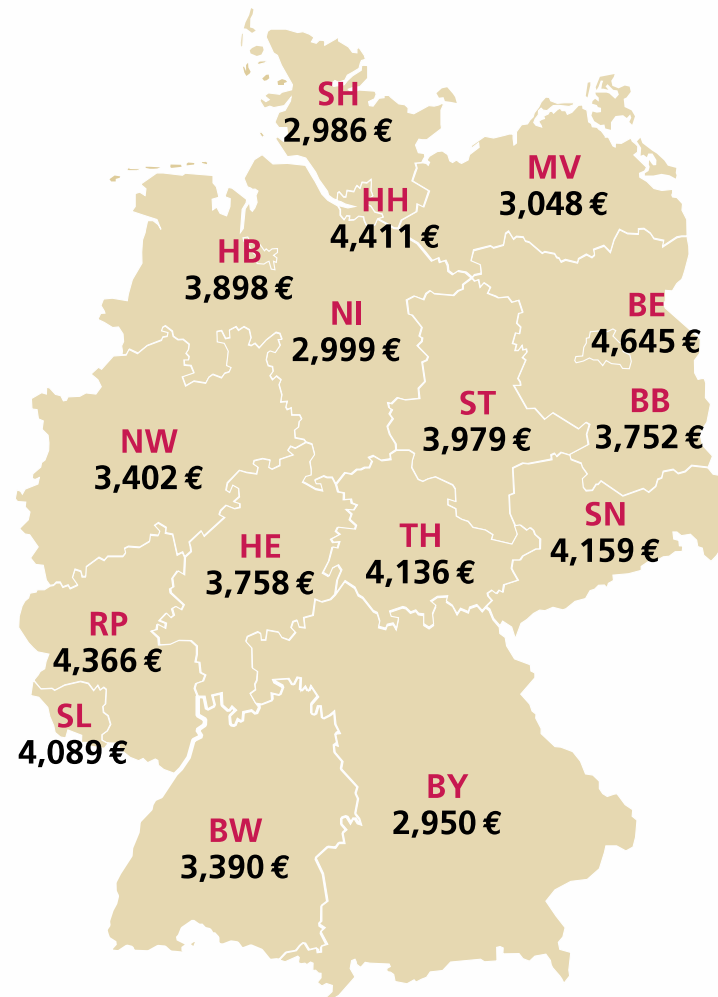 SH
2,986 €
MV
3,048 €
HH
4,411 €
HB
3,898 €
NI
2,999 €
BE
4,645 €
ST
3,979 €
BB
3,752 €
NW
3,402 €
SN
4,159 €
TH
4,136 €
HE
3,758 €
RP
4,366 €
SL
4,089 €
BY
2,950 €
BW
3,390 €